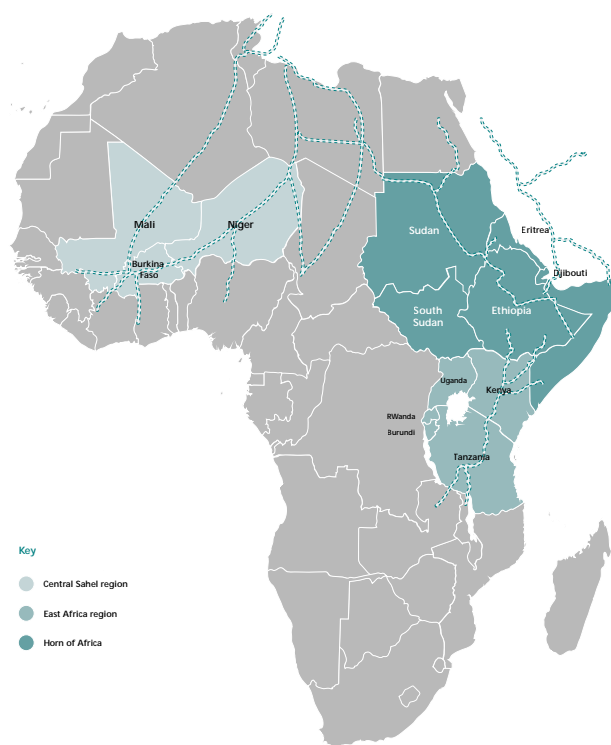 Mali
Niger
Burkina
Faso
Sudan
Eritrea
Djibouti
South
Sudan
Ethiopia
Uganda
Kenya
RWanda
Burundi
Tanzania
Key
Central Sahel region
East Africa region
Horn of Africa